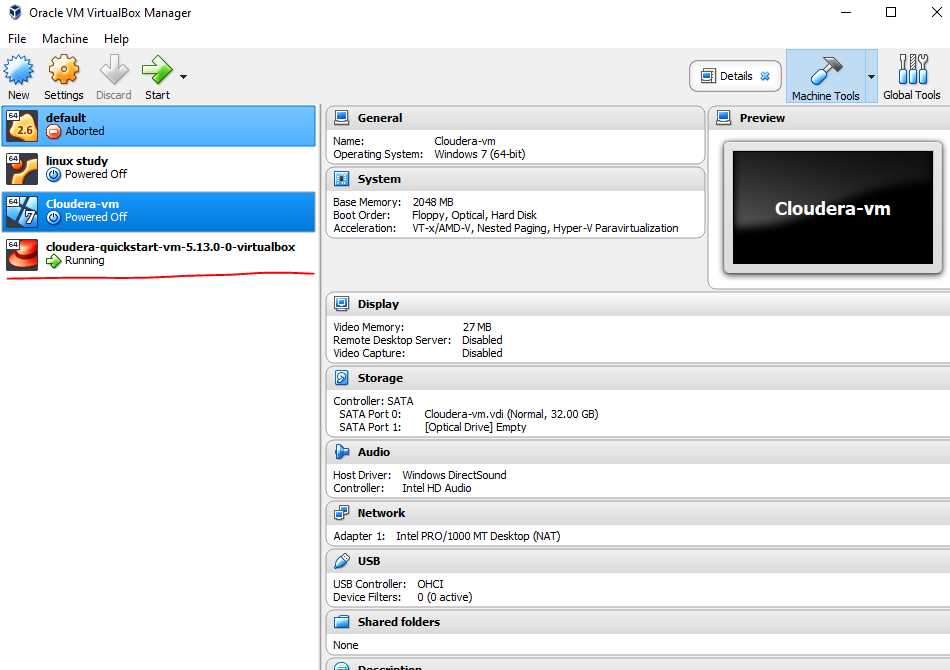 Oracle VM VirtualBox Manager
File Machine Help
New Settings Discard Start
Details
Machine Tools
Global Tools
64
2.6
default
Aborted
64
linux study
Powered Off
64
7
Cloudera-vm
Powered Off
64
cloudera-quickstart-vm-5.13.0-0-virtualbox
Running
General
Name: Cloudera-vm
Operating System: Windows 7 (64-bit)
System
Base Memory: 2048 MB
Boot Order: Floppy, Optical, Hard Disk
Acceleration: VT-x/AMD-V, Nested Paging, Hyper-V Paravirtualization
Preview
Cloudera-vm
Display
Video Memory: 27 MB
Remote Desktop Server: Disabled
Video Capture: Disabled
Storage
Controller: SATA
SATA Port 0: Cloudera-vm.vdi (Normal, 32.00 GB)
SATA Port 1: [Optical Drive] Empty
Audio
Host Driver: Windows DirectSound
Controller: Intel HD Audio
Network
Adapter 1: Intel PRO/1000 MT Desktop (NAT)
USB
USB Controller: OHCI
Device Filters: 0 (0 active)
Shared folders
None
Description